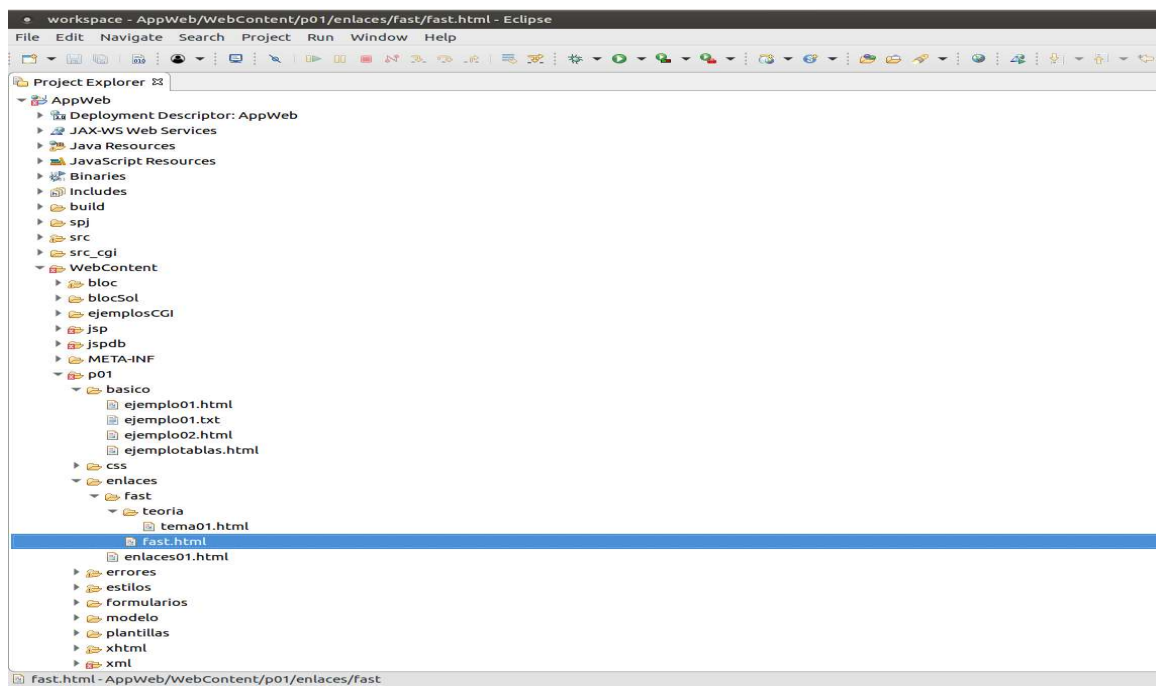 workspace - AppWeb/WebContent/p01/enlaces/fast/fast.html - Eclipse
File Edit Navigate Search Project Run Window Help
Project Explorer
AppWeb
Deployment Descriptor: AppWeb
JAX-WS Web Services
Java Resources
JavaScript Resources
Binaries
Includes
build
spj
src
src_cgi
WebContent
bloc
blocSol
ejemplosCGI
jsp
jspdb
META-INF
p01
basico
ejemplo01.html
ejemplo01.txt
ejemplo02.html
ejemplotablas.html
css
enlaces
fast
teoria
tema01.html
fast.html
enlaces01.html
errores
estilos
formularios
modelo
plantillas
xhtml
xml
fast.html - AppWeb/WebContent/p01/enlaces/fast